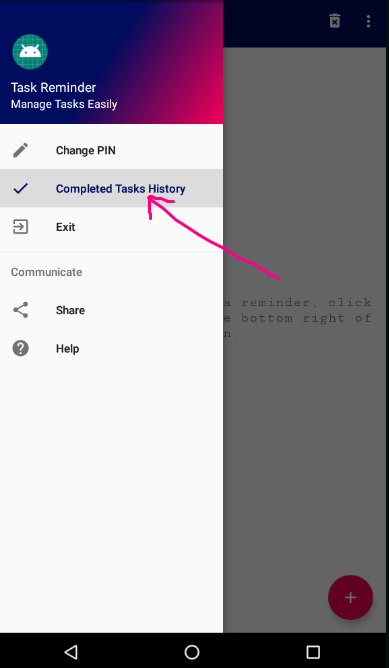 Task Reminder
Manage Tasks Easily
Change PIN
Completed Tasks History
Exit
Communicate
Share
Help
a reminder, click
e bottom right of
n.